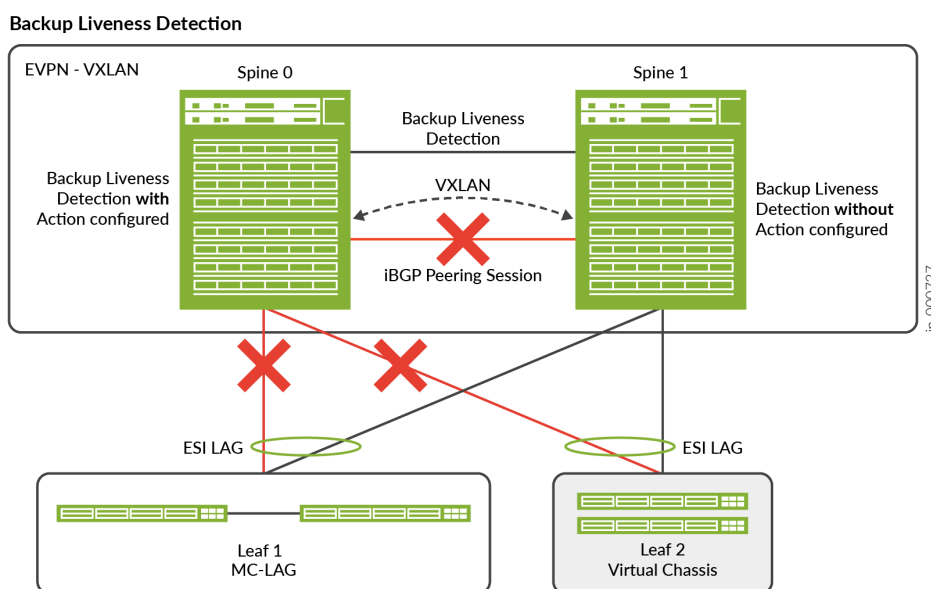 Backup Liveness Detection
EVPN - VXLAN
Spine 0
Spine 1
Backup Liveness
Detection
Backup Liveness
Detection with
Action configured
VXLAN
Backup Liveness
Detection without
Action configured
iBGP Peering Session
ESI LAG
ESI LAG
Leaf 1
MC-LAG
Leaf 2
Virtual Chassis